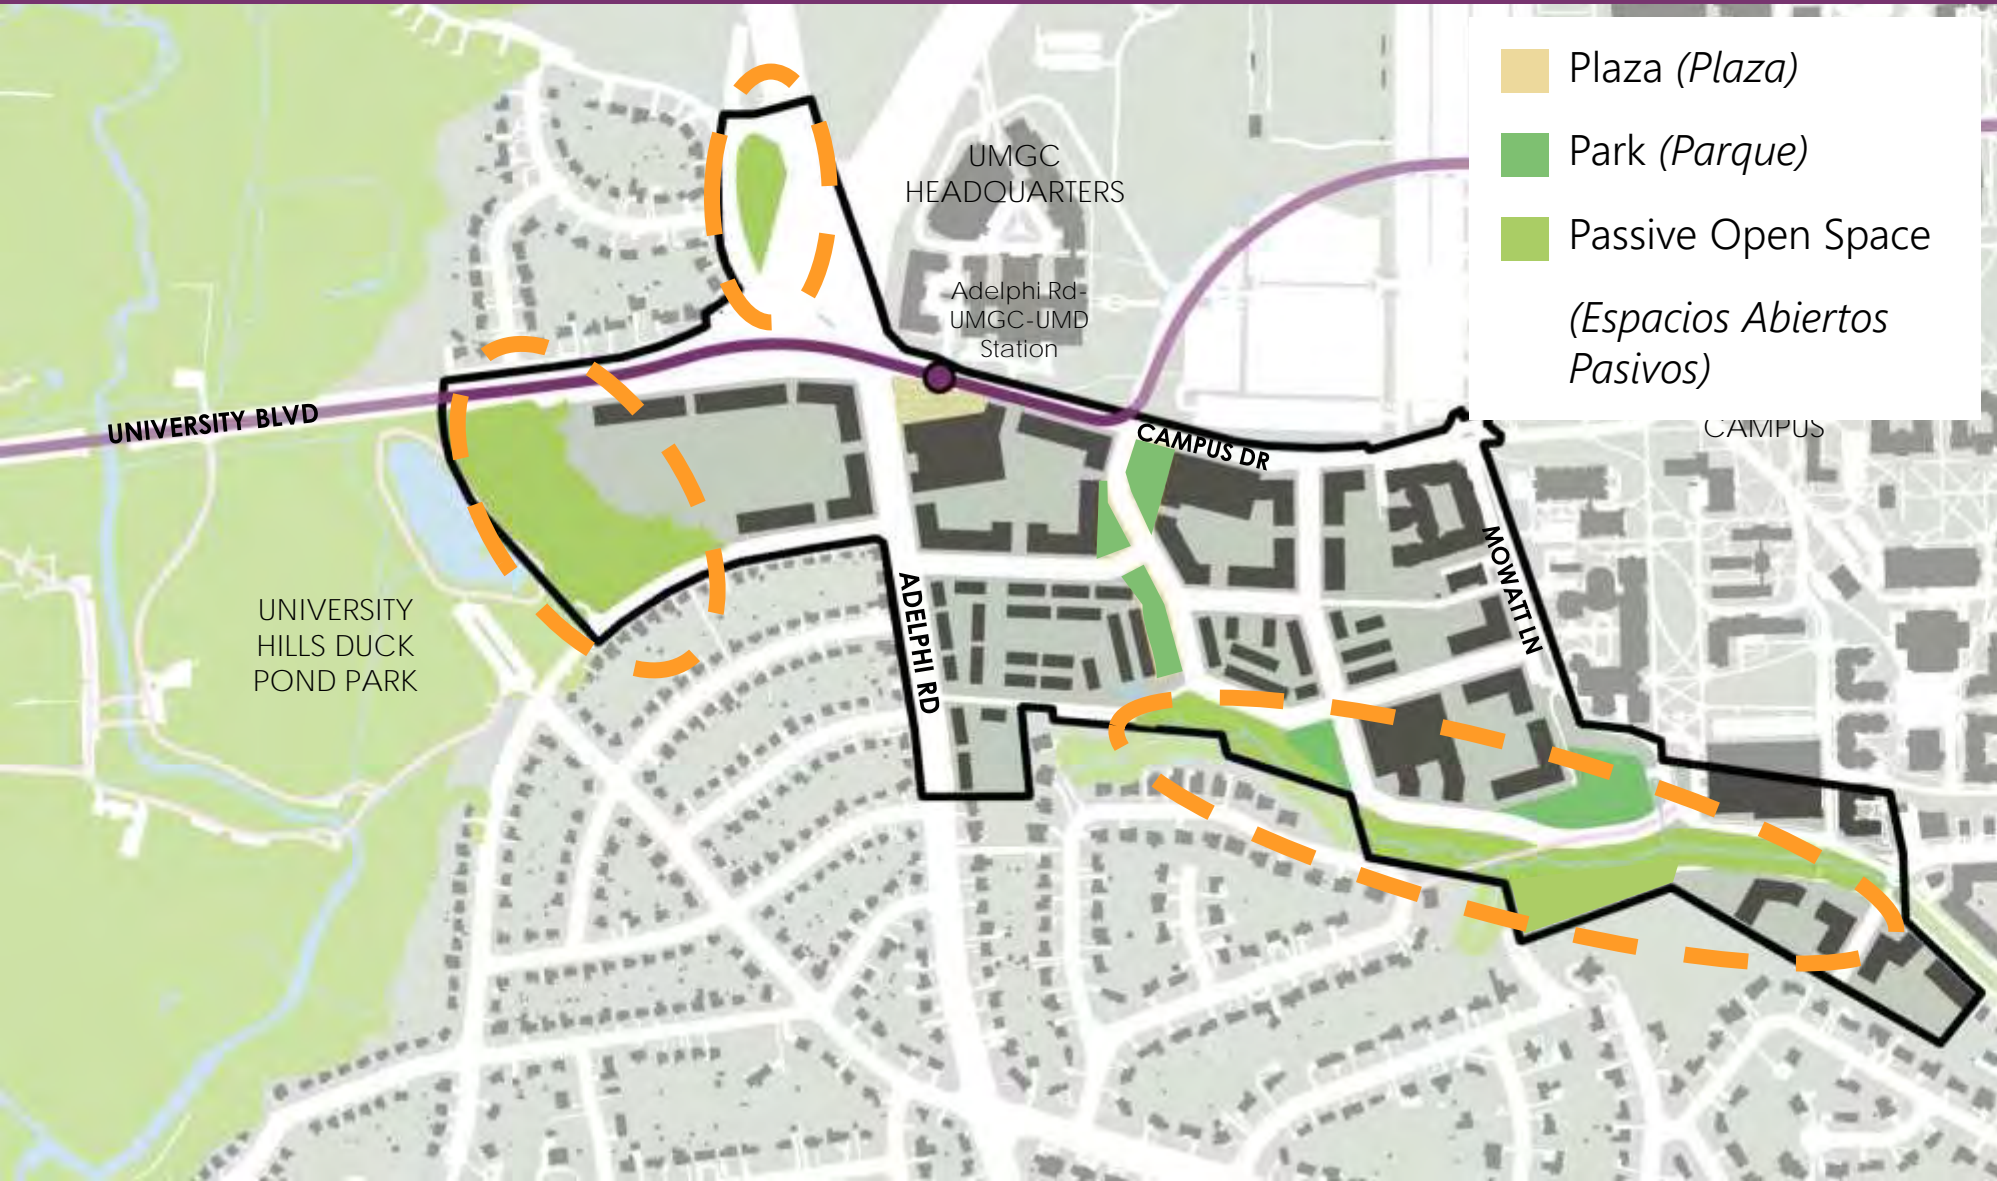 Plaza (Plaza)
Park (Parque)
Passive Open Space
(Espacios Abiertos
Pasivos)
UMGC
HEADQUARTERS
Adelphi Rd-
UMGC-UMD
Station
UNIVERSITY BLVD
CAMPUS DR
CAMPUS
MOWATT LN
ADELPHI RD
UNIVERSITY
HILLS DUCK
POND PARK